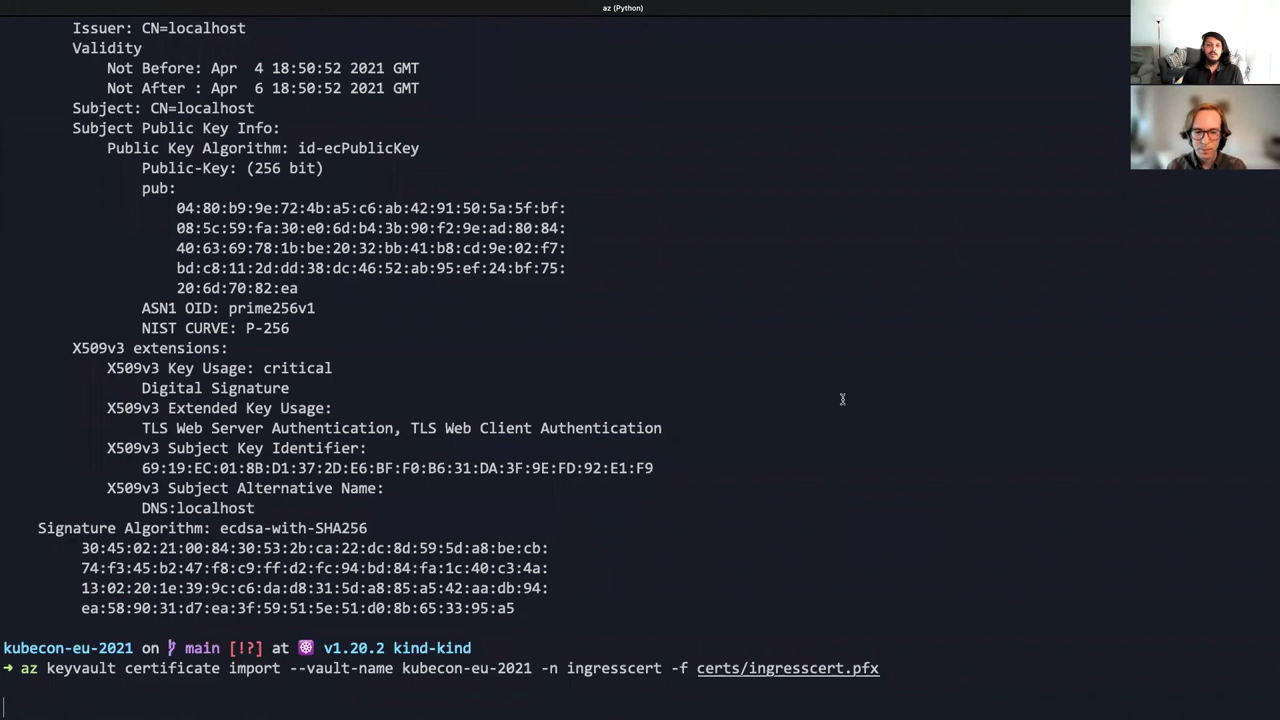 az (Python)
Issuer: CN=localhost
Validity
Not Before: Apr  4 18:50:52 2021 GMT
Not After : Apr  6 18:50:52 2021 GMT
Subject: CN=localhost
Subject Public Key Info:
Public Key Algorithm: id-ecPublicKey
Public-Key: (256 bit)
pub:
04:80:b9:9e:72:4b:a5:c6:ab:42:91:50:5a:5f:bf:
08:5c:59:fa:30:e0:6d:b4:3b:90:f2:9e:ad:80:84:
40:63:69:78:1b:be:20:32:bb:41:b8:cd:9e:02:f7:
bd:c8:11:2d:dd:38:dc:46:52:ab:95:ef:24:bf:75:
20:6d:70:82:ea
ASN1 OID: prime256v1
NIST CURVE: P-256
X509v3 extensions:
X509v3 Key Usage: critical
Digital Signature
X509v3 Extended Key Usage:
TLS Web Server Authentication, TLS Web Client Authentication
X509v3 Subject Key Identifier:
69:19:EC:01:8B:D1:37:2D:E6:BF:F0:B6:31:DA:3F:9E:FD:92:E1:F9
X509v3 Subject Alternative Name:
DNS:localhost
Signature Algorithm: ecdsa-with-SHA256
30:45:02:21:00:84:30:53:2b:ca:22:dc:8d:59:5d:a8:be:cb:
74:f3:45:b2:47:f8:c9:ff:d2:fc:94:bd:84:fa:1c:40:c3:4a:
13:02:20:1e:39:9c:c6:da:d8:31:5d:a8:85:a5:42:aa:db:94:
ea:58:90:31:d7:ea:3f:59:51:5e:51:d0:8b:65:33:95:a5
kubecon-eu-2021 on main [!?] at v1.20.2 kind-kind
➜ az keyvault certificate import --vault-name kubecon-eu-2021 -n ingresscert -f certs/ingresscert.pfx